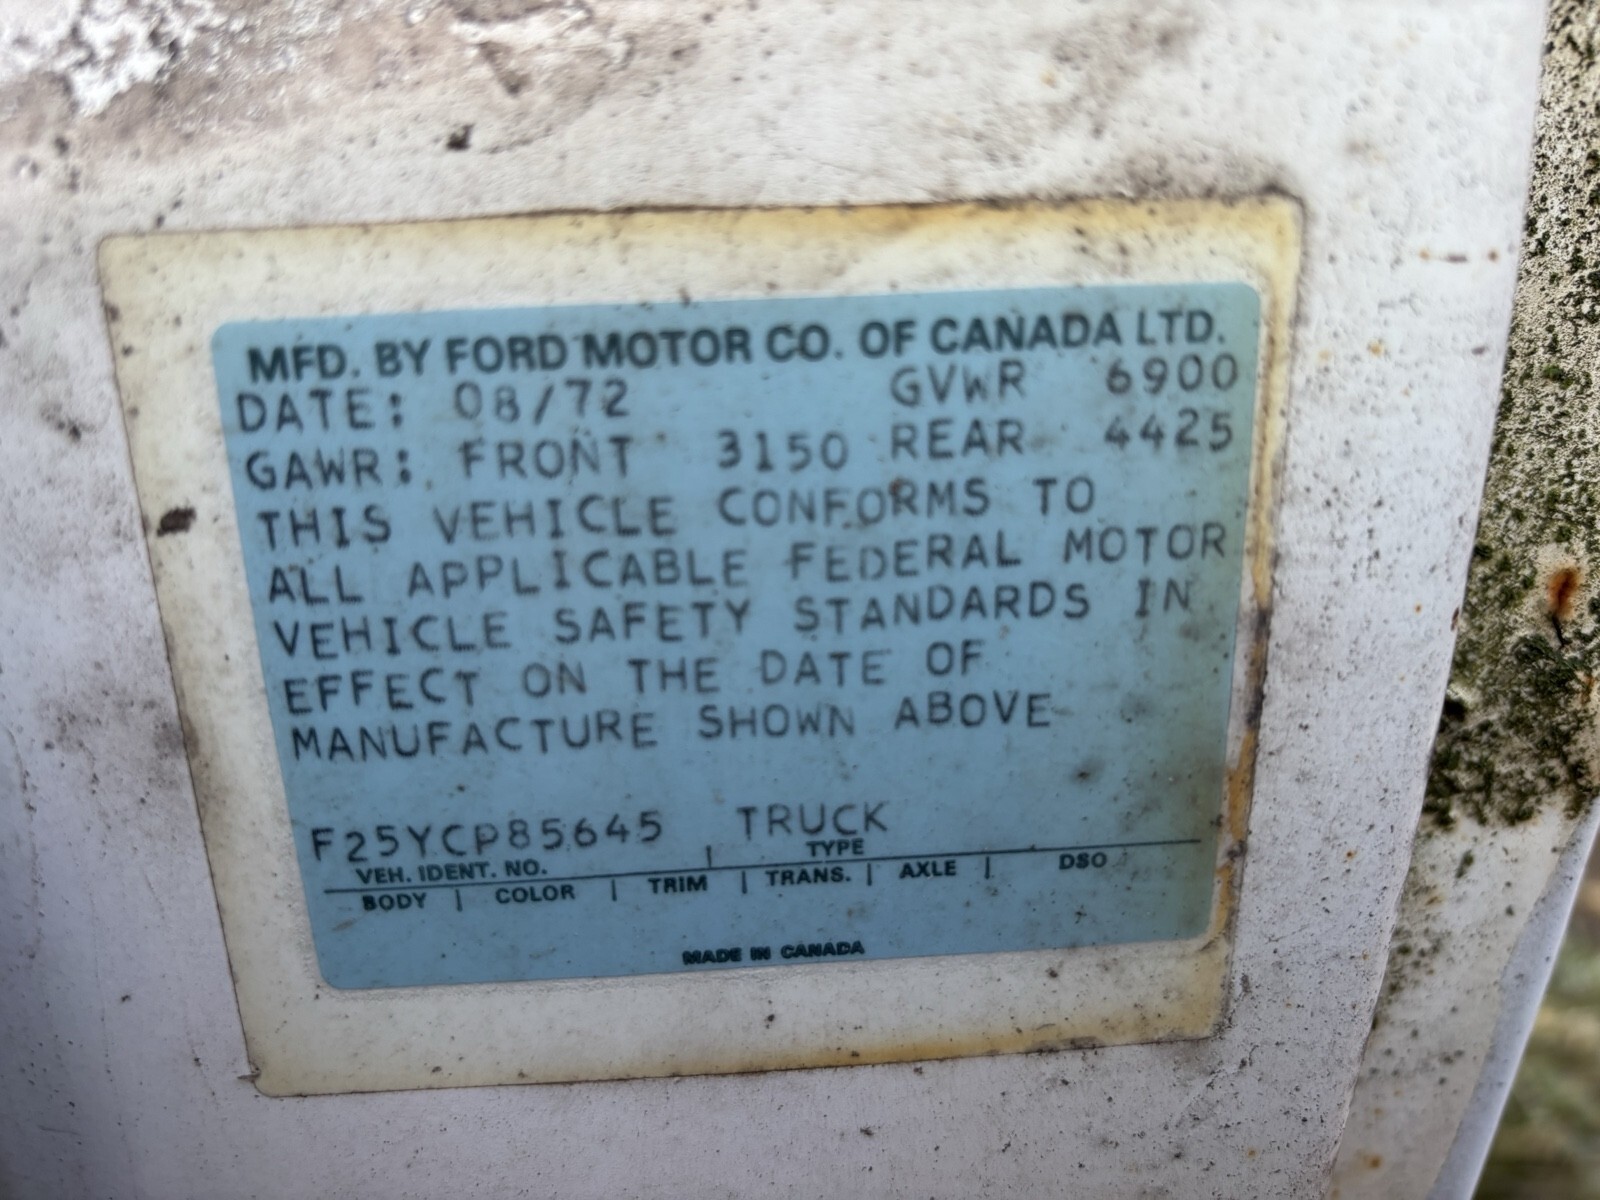 MFD. BY FORD MOTOR CO. OF CANADA LTD.
DATE: 08/72 GVWR 6900
GAWR: FRONT 3150 REAR 4425
THIS VEHICLE CONFORMS TO
ALL APPLICABLE FEDERAL MOTOR
VEHICLE SAFETY STANDARDS IN
EFFECT ON THE DATE OF
MANUFACTURE SHOWN ABOVE
F25YCP85645 TRUCK
VEH. IDENT. NO. | TYPE
BODY | COLOR | TRIM | TRANS. | AXLE | DSO
MADE IN CANADA